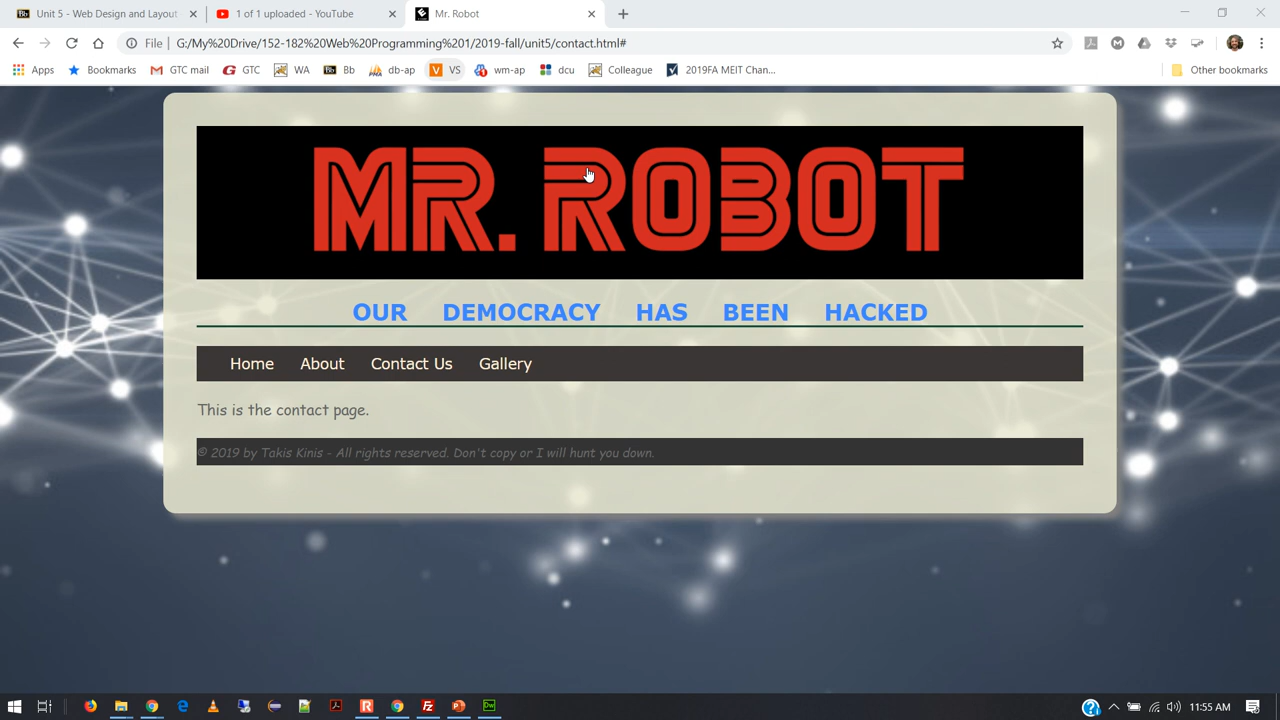 Unit 5 - Web Design and Layout
1 of 1 uploaded - YouTube
Mr. Robot
File
G:/My%20Drive/152-182%20Web%20Programming%201/2019-fall/unit5/contact.html#
Apps
Bookmarks
GTC mail
GTC
WA
Bb
db-ap
VS
wm-ap
dcu
Colleague
2019FA MEIT Chan...
Other bookmarks
MR. ROBOT
OUR DEMOCRACY HAS BEEN HACKED
Home About Contact Us Gallery
This is the contact page.
© 2019 by Takis Kinis - All rights reserved. Don't copy or I will hunt you down.
11:55 AM